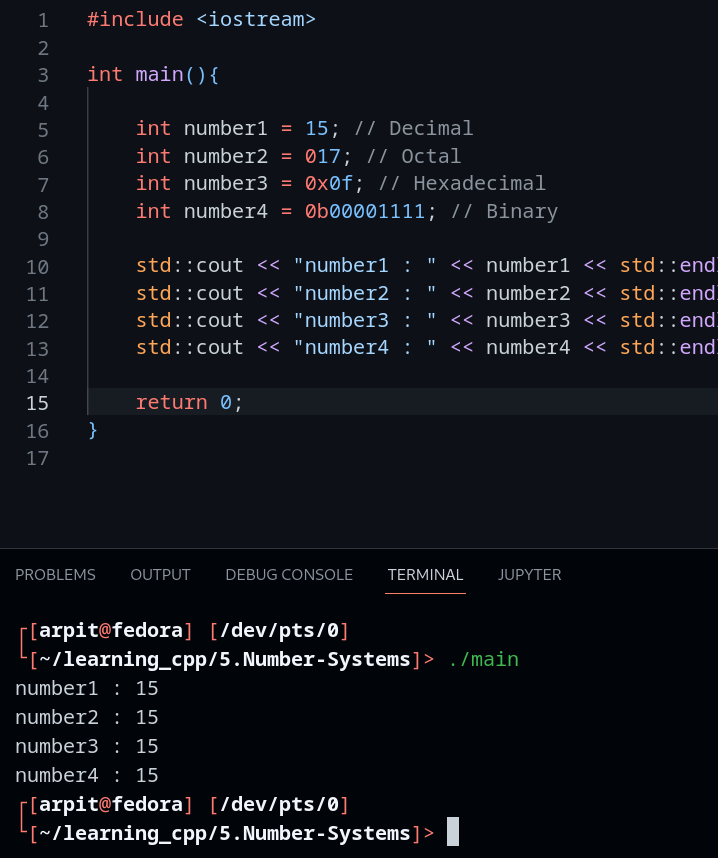 1 #include <iostream>
2
3 int main(){
4
5     int number1 = 15; // Decimal
6     int number2 = 017; // Octal
7     int number3 = 0x0f; // Hexadecimal
8     int number4 = 0b00001111; // Binary
9
10     std::cout << "number1 : " << number1 << std::endl
11     std::cout << "number2 : " << number2 << std::endl
12     std::cout << "number3 : " << number3 << std::endl
13     std::cout << "number4 : " << number4 << std::endl
14
15     return 0;
16 }
17
PROBLEMS OUTPUT DEBUG CONSOLE TERMINAL JUPYTER
┌[arpit@fedora] [/dev/pts/0]
└[~/learning_cpp/5.Number-Systems]> ./main
number1 : 15
number2 : 15
number3 : 15
number4 : 15
┌[arpit@fedora] [/dev/pts/0]
└[~/learning_cpp/5.Number-Systems]>